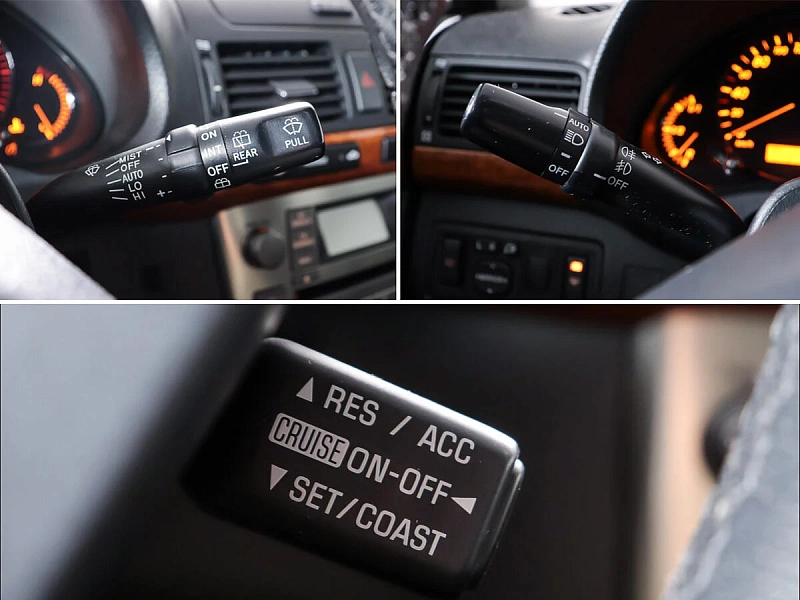 MIST
OFF
AUTO
LO
HI
ON
INT
OFF
REAR
PULL
AUTO
OFF
OFF
RES / ACC
CRUISE ON-OFF
SET/COAST